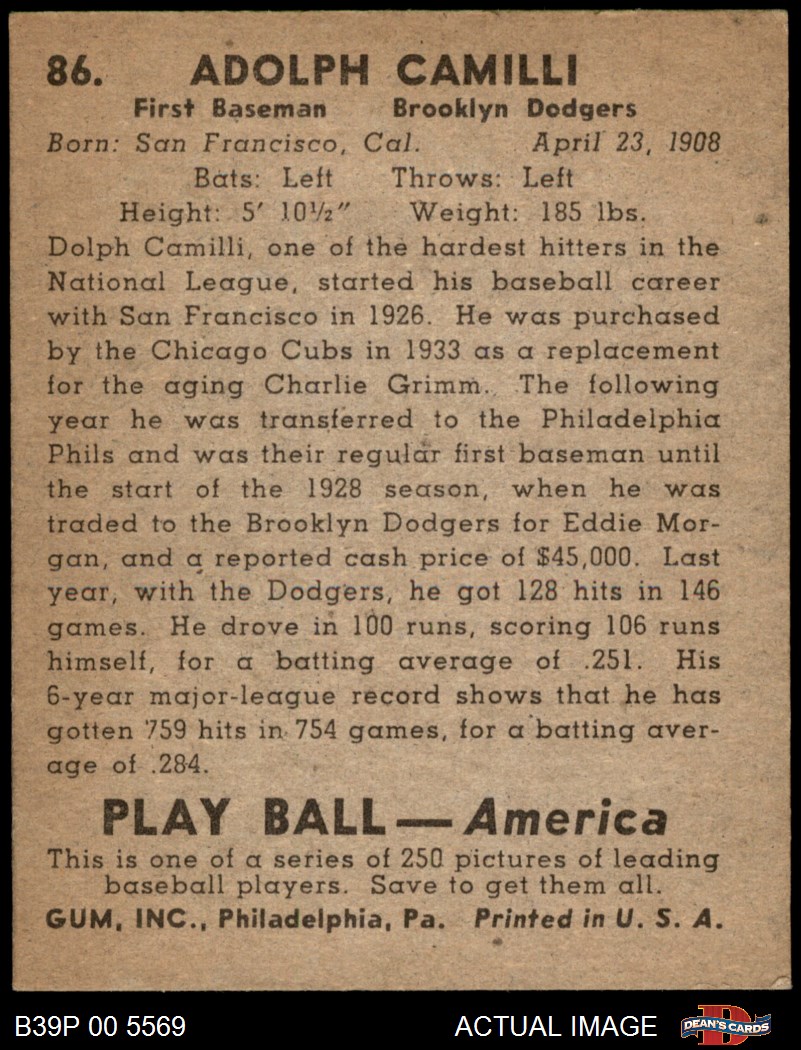 86. ADOLPH CAMILLI
First Baseman Brooklyn Dodgers
Born: San Francisco, Cal. April 23, 1908
Bats: Left Throws: Left
Height: 5' 10½" Weight: 185 lbs.
Dolph Camilli, one of the hardest hitters in the
National League, started his baseball career
with San Francisco in 1926. He was purchased
by the Chicago Cubs in 1933 as a replacement
for the aging Charlie Grimm. The following
year he was transferred to the Philadelphia
Phils and was their regular first baseman until
the start of the 1928 season, when he was
traded to the Brooklyn Dodgers for Eddie Mor-
gan, and a reported cash price of $45,000. Last
year, with the Dodgers, he got 128 hits in 146
games. He drove in 100 runs, scoring 106 runs
himself, for a batting average of .251. His
6-year major-league record shows that he has
gotten 759 hits in 754 games, for a batting aver-
age of .284.
PLAY BALL—America
This is one of a series of 250 pictures of leading
baseball players. Save to get them all.
GUM, INC., Philadelphia, Pa. Printed in U. S. A.
B39P 00 5569 ACTUAL IMAGE D DEAN'S CARDS